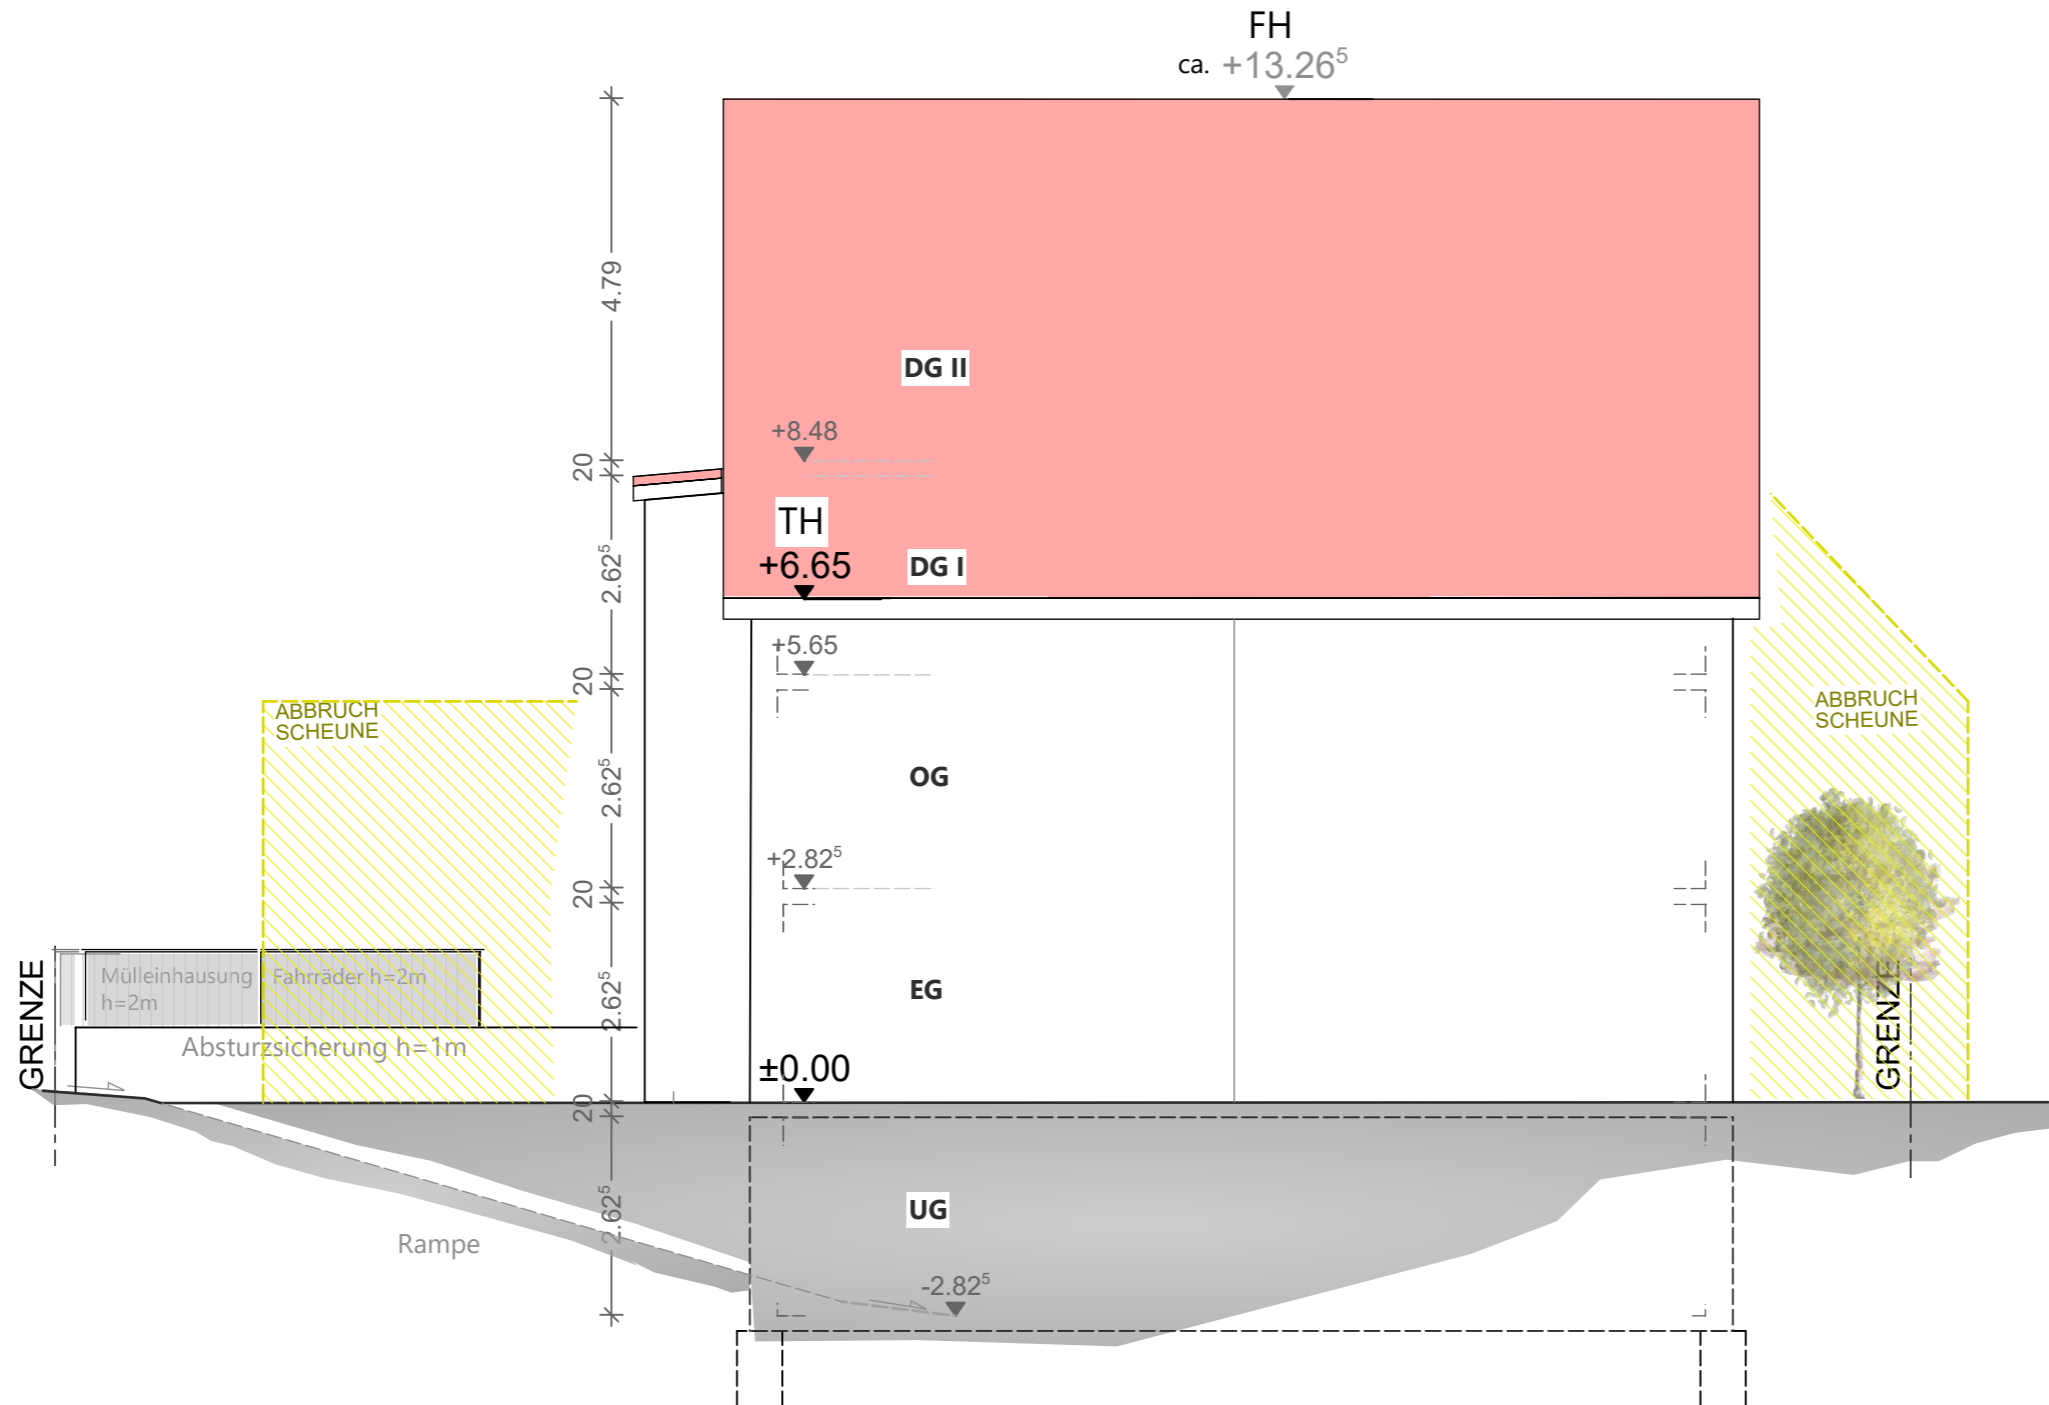 FH
ca. +13.26⁵
4.79
DG II
+8.48
20
TH
+6.65
DG I
2.62⁵
+5.65
20
ABBRUCH
SCHEUNE
ABBRUCH
SCHEUNE
OG
2.62⁵
+2.82⁵
20
GRENZE
Mülleinhausung
h=2m
Fahrräder h=2m
EG
2.62⁵
GRENZE
Absturzsicherung h=1m
±0.00
20
UG
2.62⁵
Rampe
-2.82⁵